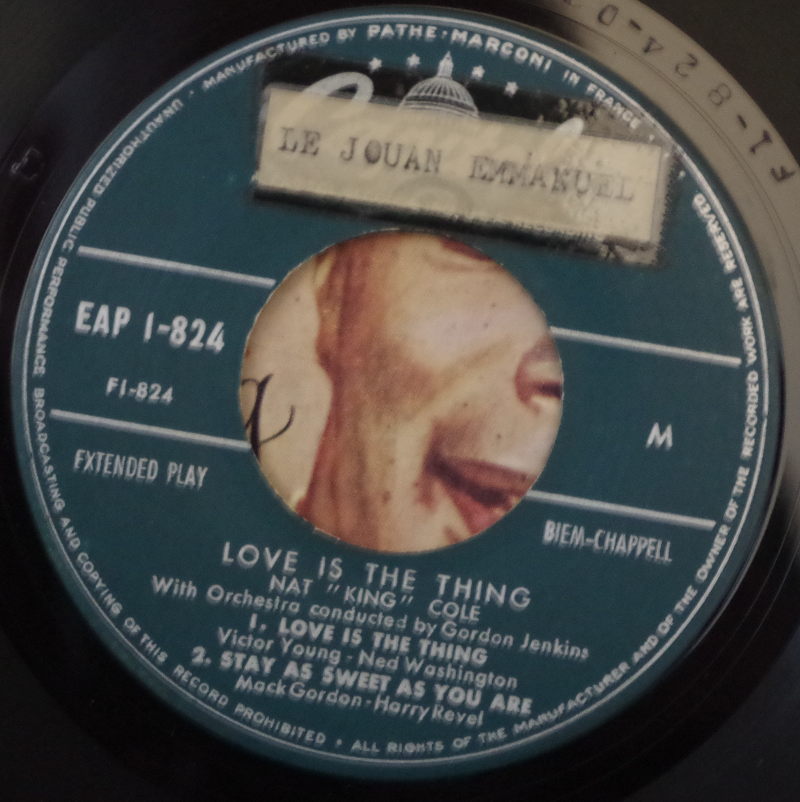 MANUFACTURED BY PATHE-MARCONI IN FRANCE
LE JOUAN EMMANUEL
EAP 1-824
F1-824
EXTENDED PLAY
M
BIEM-CHAPPELL
LOVE IS THE THING
NAT "KING" COLE
With Orchestra conducted by Gordon Jenkins
1. LOVE IS THE THING
Victor Young - Ned Washington
2. STAY AS SWEET AS YOU ARE
Mack Gordon - Harry Revel
UNAUTHORIZED PUBLIC PERFORMANCE, BROADCASTING AND COPYING OF THIS RECORD PROHIBITED • ALL RIGHTS OF THE MANUFACTURER AND OF THE OWNER OF THE RECORDED WORK ARE RESERVED